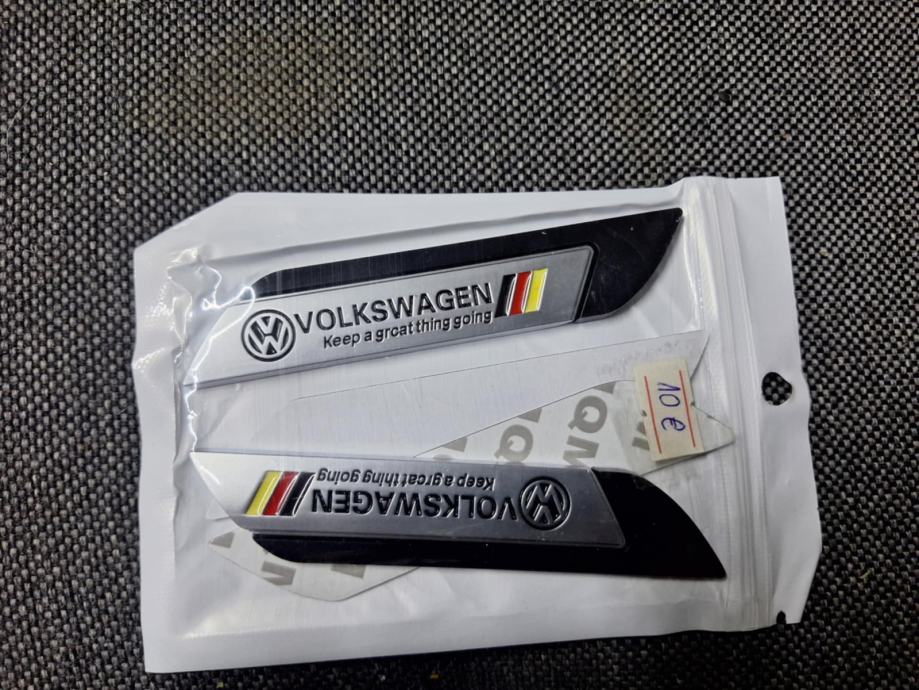 VOLKSWAGEN
Keep a grcat thing going
10 €
VOLKSWAGEN
Keep a grcat thing going